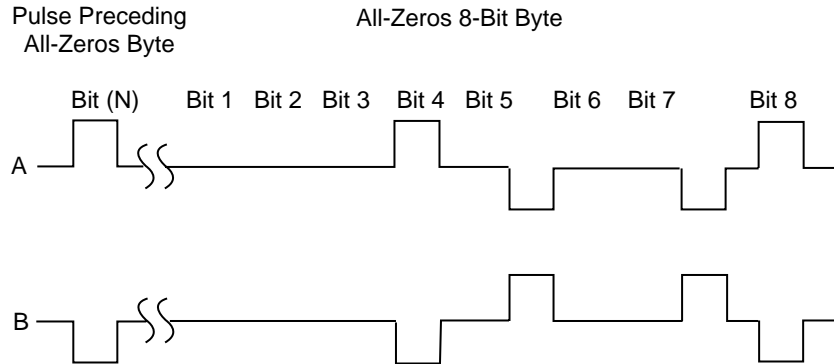 Pulse Preceding
All-Zeros Byte
All-Zeros 8-Bit Byte
Bit (N) Bit 1 Bit 2 Bit 3 Bit 4 Bit 5 Bit 6 Bit 7 Bit 8
A
B